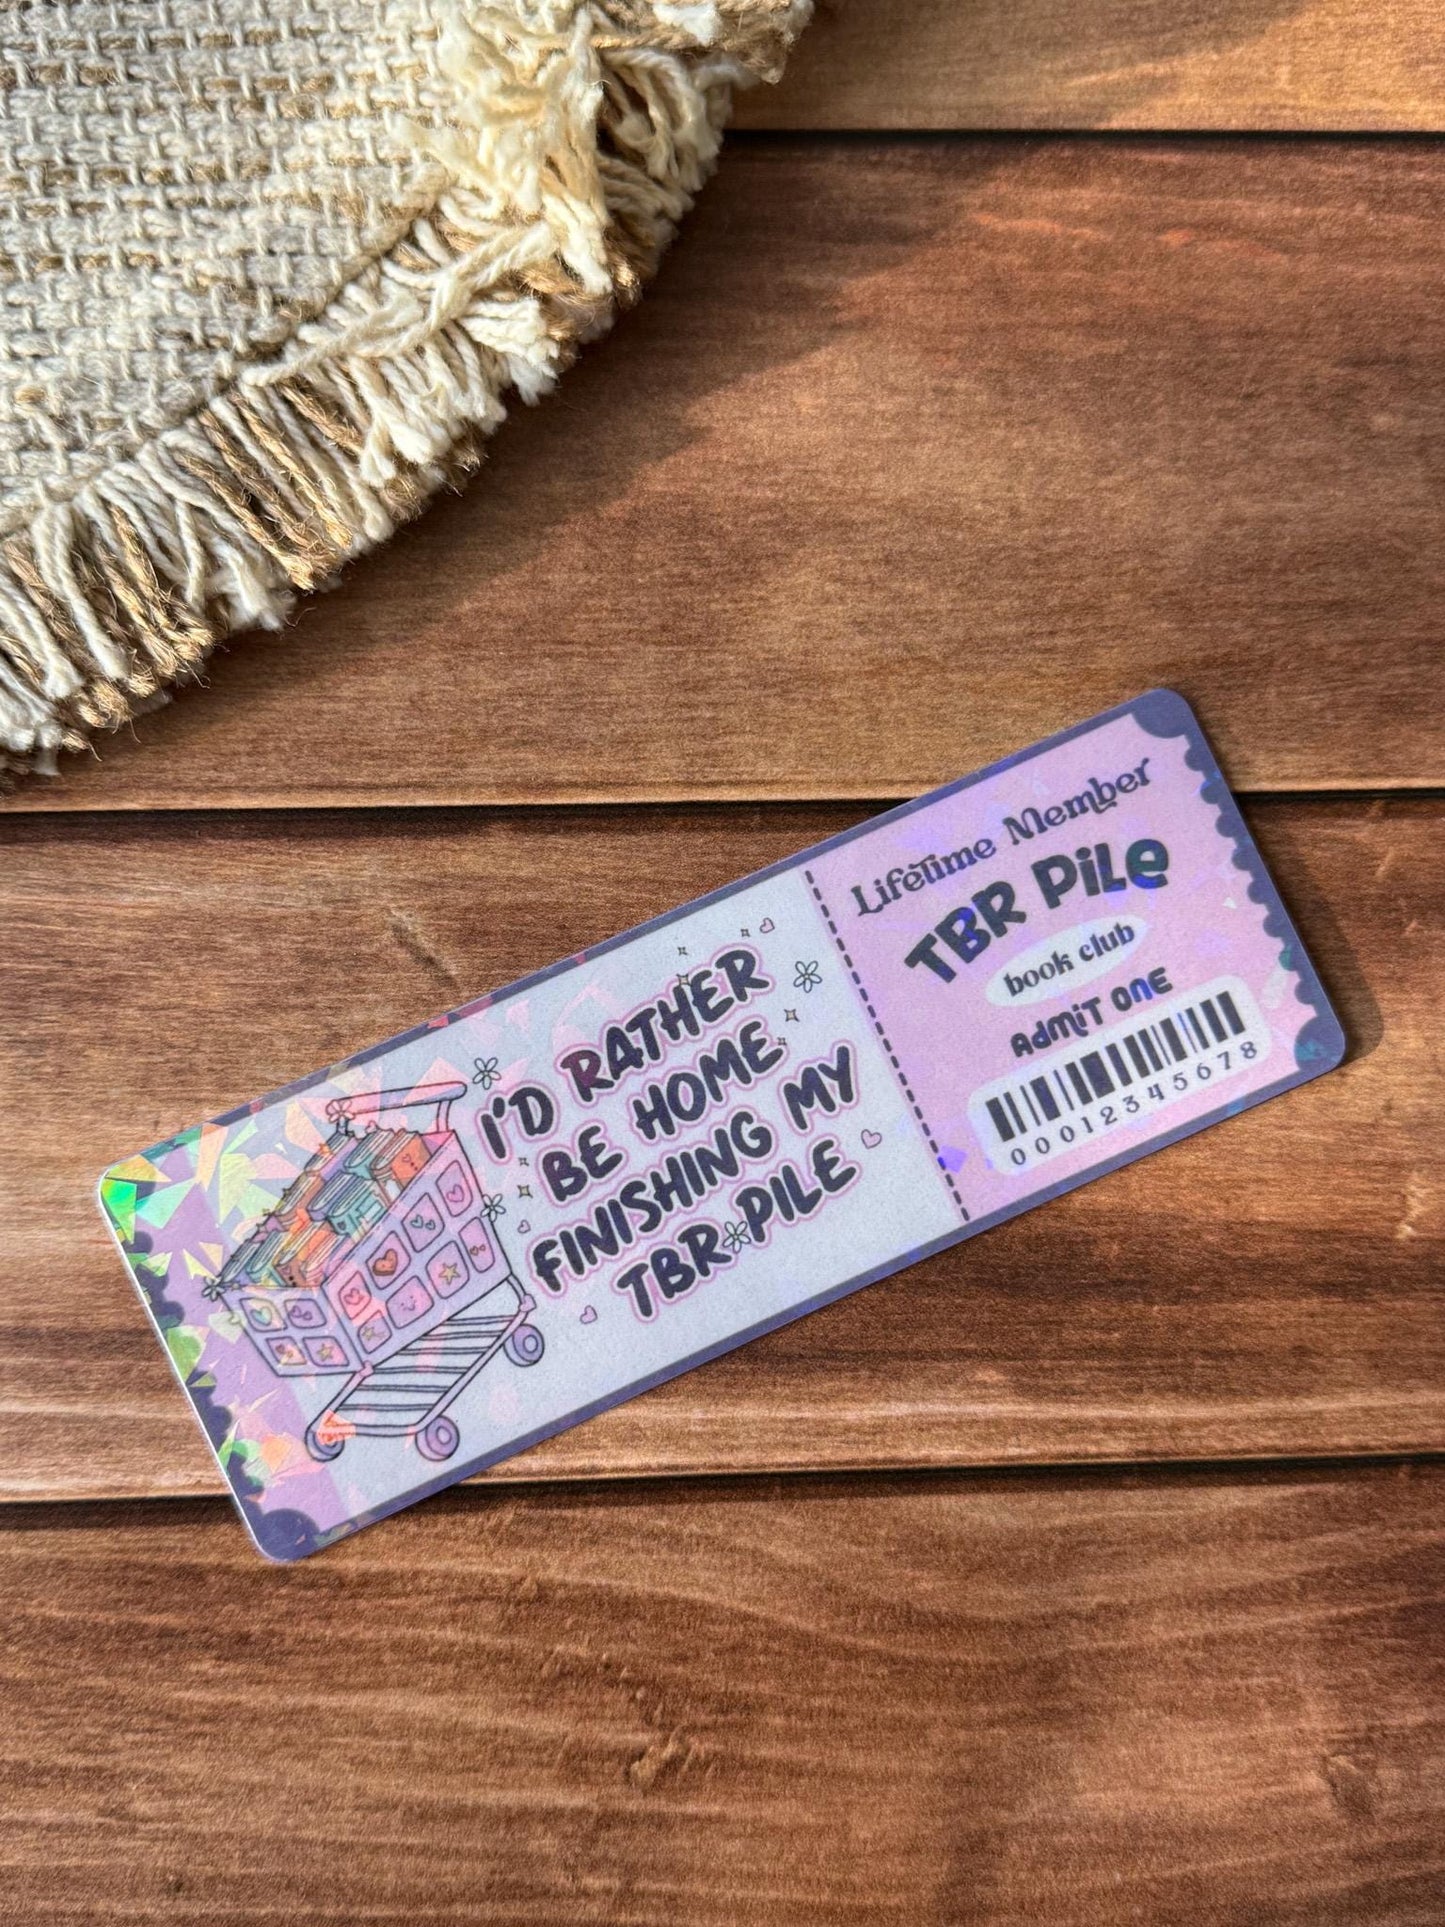 I'D RATHER
BE HOME
FINISHING MY
TBR PILE
Lifetime Member
TBR PiLe
book club
Admit One
00012345678